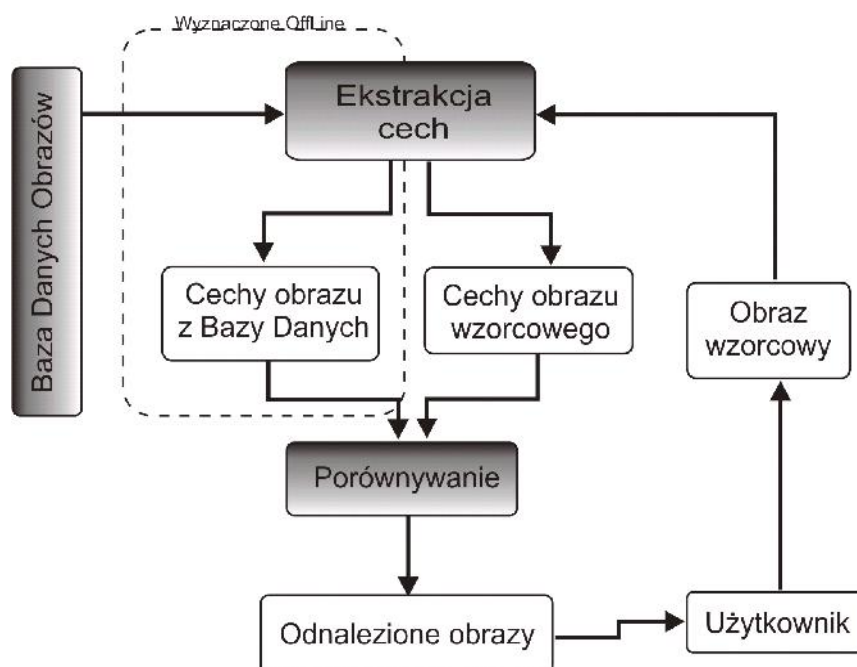 Wyznaczone OffLine
Baza Danych Obrazów
Ekstrakcja
cech
Cechy obrazu
z Bazy Danych
Cechy obrazu
wzorcowego
Obraz
wzorcowy
Porównywanie
Odnalezione obrazy
Użytkownik